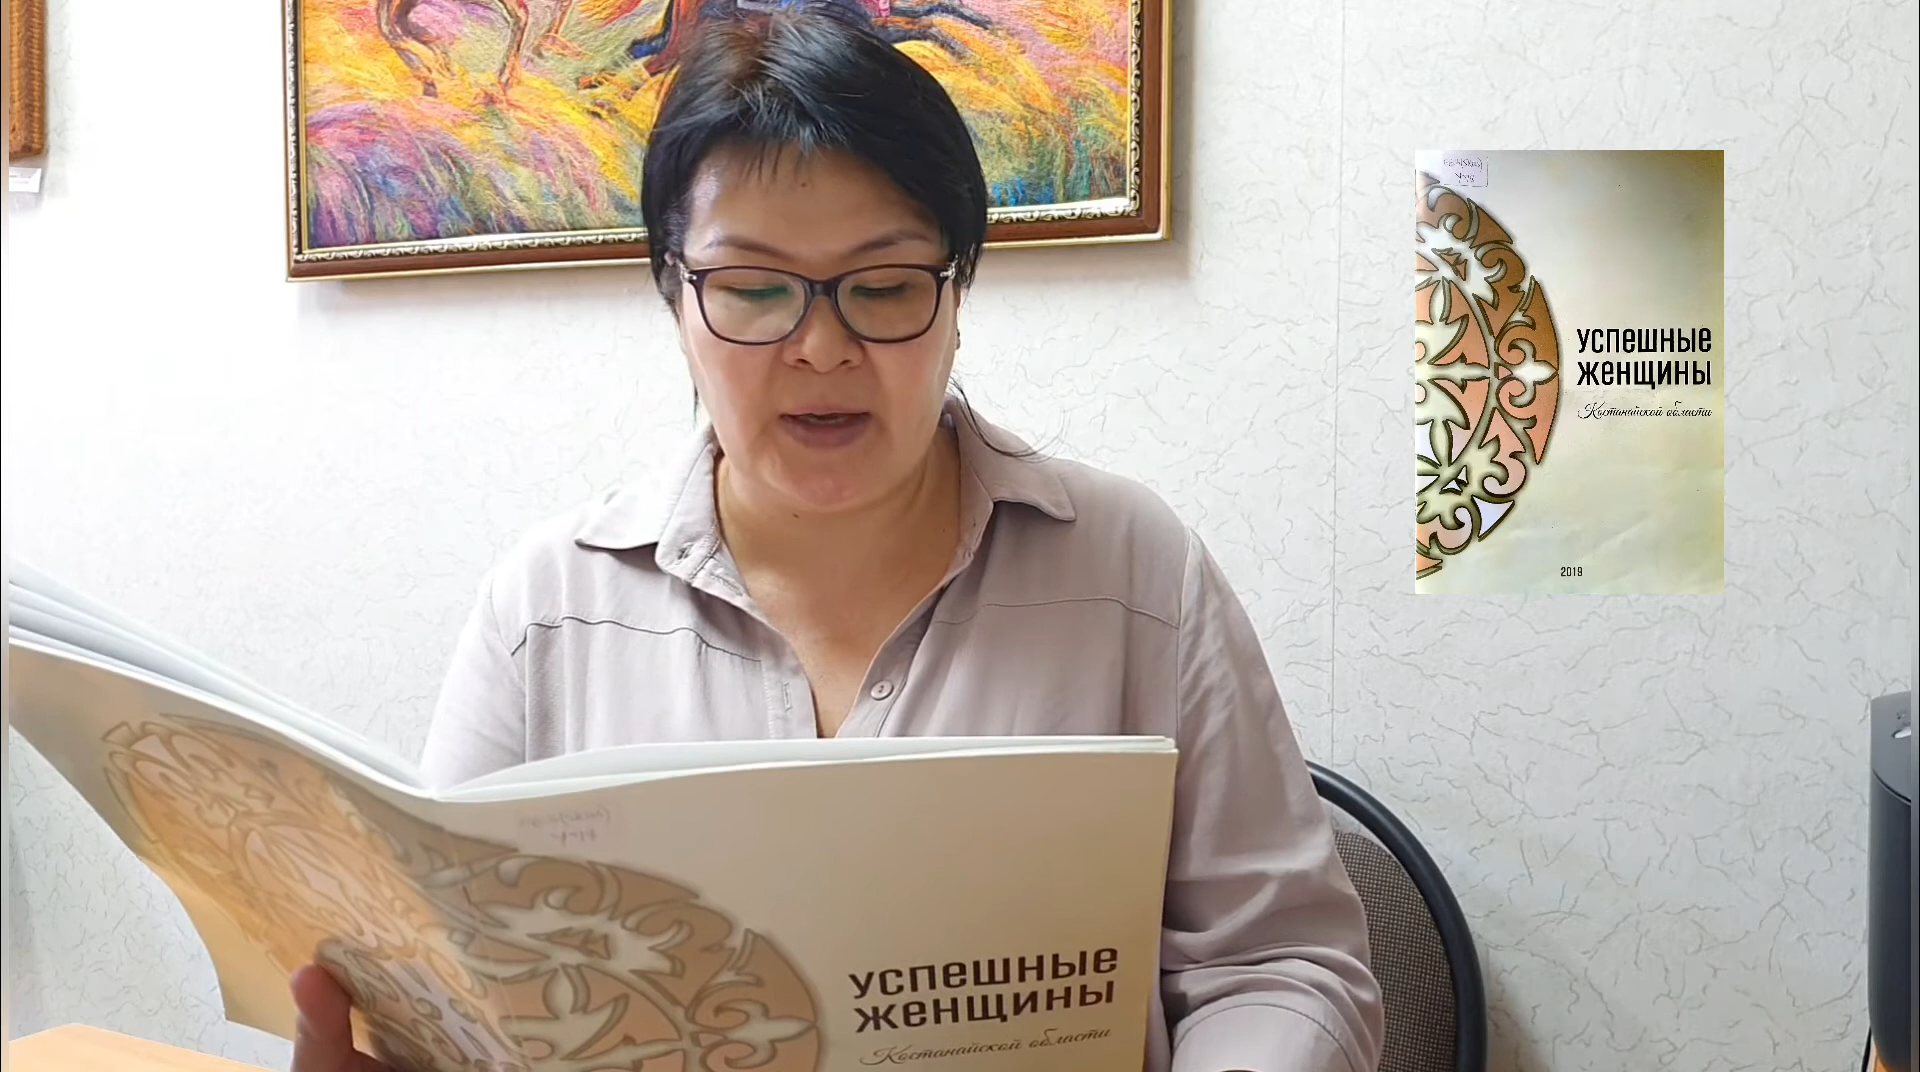 УСПЕШНЫЕ
ЖЕНЩИНЫ
Костанайской области
2019
УСПЕШНЫЕ
ЖЕНЩИНЫ
Костанайской области